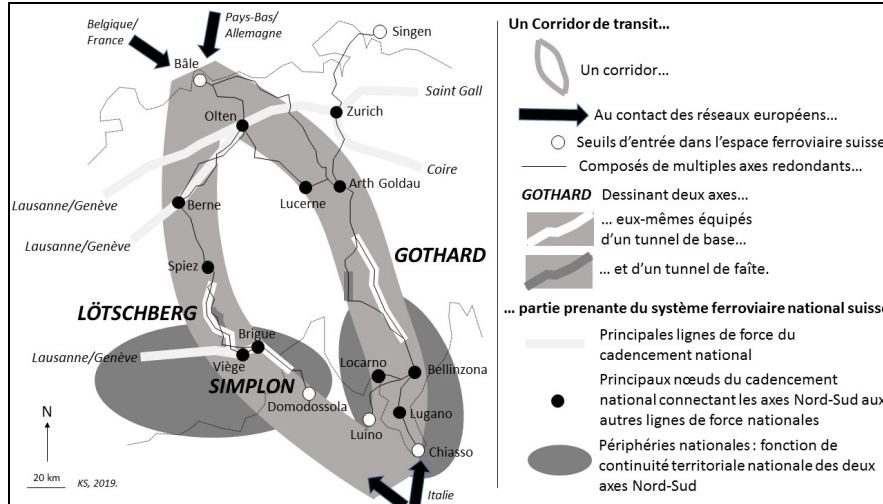 Belgique/
France
Pays-Bas/
Allemagne
Singen
Bâle
Saint Gall
Olten
Zurich
Coire
Lausanne/Genève
Berne
Lucerne
Arth Goldau
Lausanne/Genève
GOTHARD
Spiez
LÖTSCHBERG
Brigue
Lausanne/Genève
Viège
SIMPLON
Locarno
Bellinzona
Domodossola
Lugano
Luino
Chiasso
N
20 km
KS, 2019.
Italie
Un Corridor de transit...
Un corridor...
Au contact des réseaux européens...
Seuils d'entrée dans l'espace ferroviaire suisse
Composés de multiples axes redondants...
GOTHARD Dessinant deux axes...
... eux-mêmes équipés
d'un tunnel de base...
... et d'un tunnel de faîte.
... partie prenante du système ferroviaire national suisse
Principales lignes de force du
cadencement national
Principaux nœuds du cadencement
national connectant les axes Nord-Sud aux
autres lignes de force nationales
Périphéries nationales : fonction de
continuité territoriale nationale des deux
axes Nord-Sud